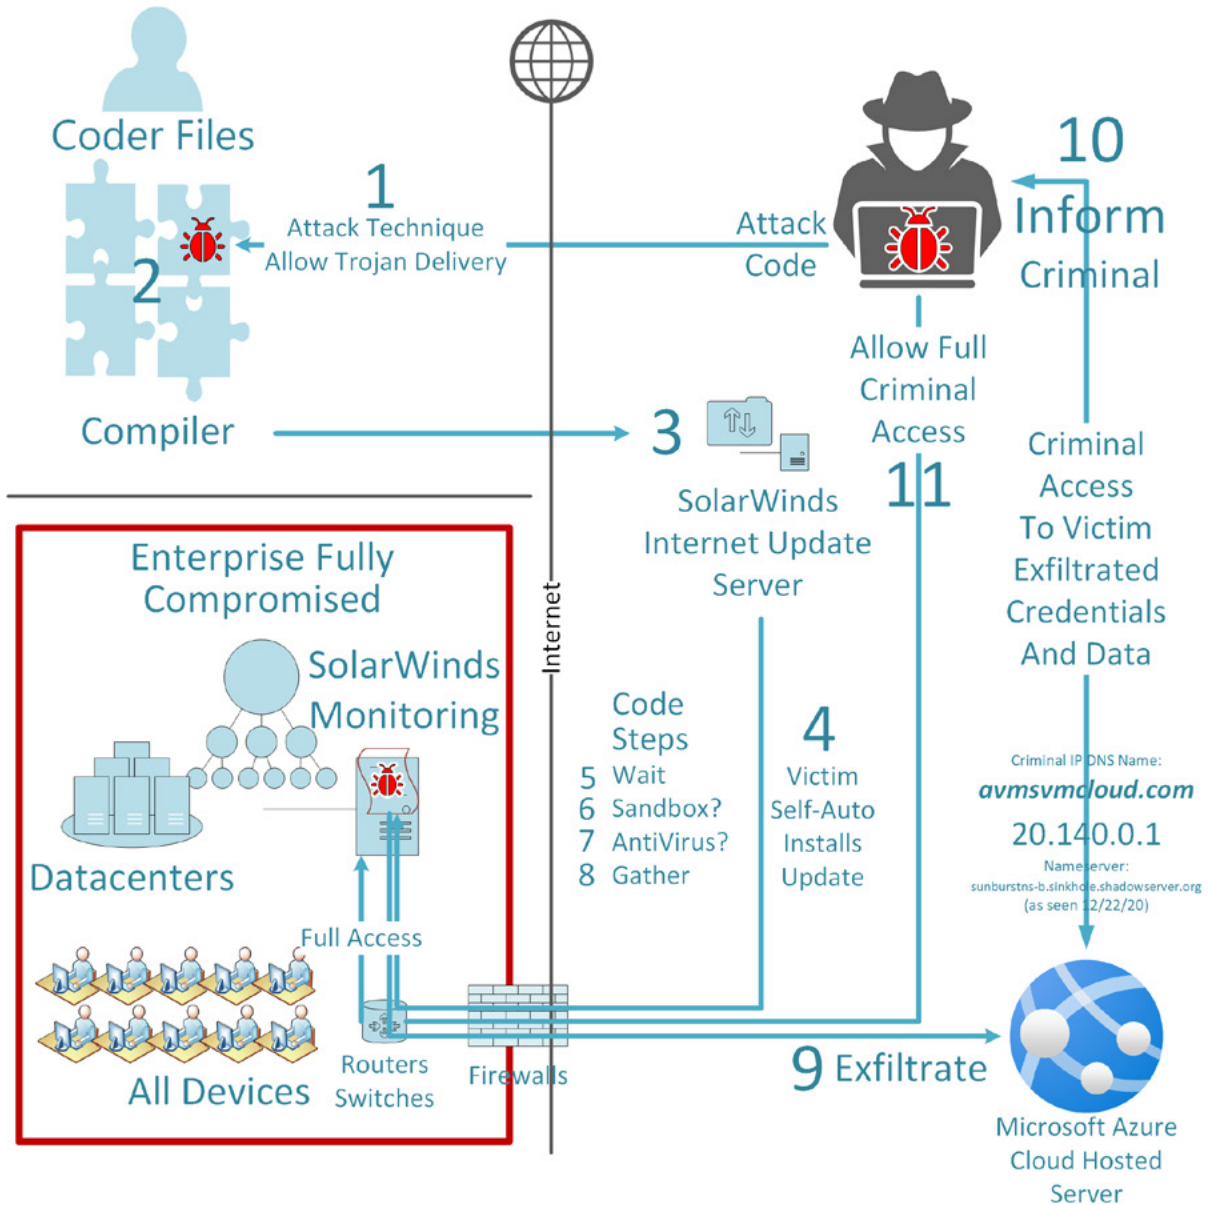 Coder Files
1
Attack Technique
Allow Trojan Delivery
2
Compiler
Attack
Code
10
Inform
Criminal
Allow Full
Criminal
Access
11
3
SolarWinds
Internet Update
Server
Criminal
Access
To Victim
Exfiltrated
Credentials
And Data
Internet
Enterprise Fully
Compromised
SolarWinds
Monitoring
Datacenters
Full Access
All Devices
Routers
Switches
Firewalls
Code
Steps
5 Wait
6 Sandbox?
7 AntiVirus?
8 Gather
4
Victim
Self-Auto
Installs
Update
Criminal IP DNS Name:
avmsvmcloud.com
20.140.0.1
Nameserver:
sunburstns-b.sinkhole.shadowserver.org
(as seen 12/22/20)
9 Exfiltrate
Microsoft Azure
Cloud Hosted
Server